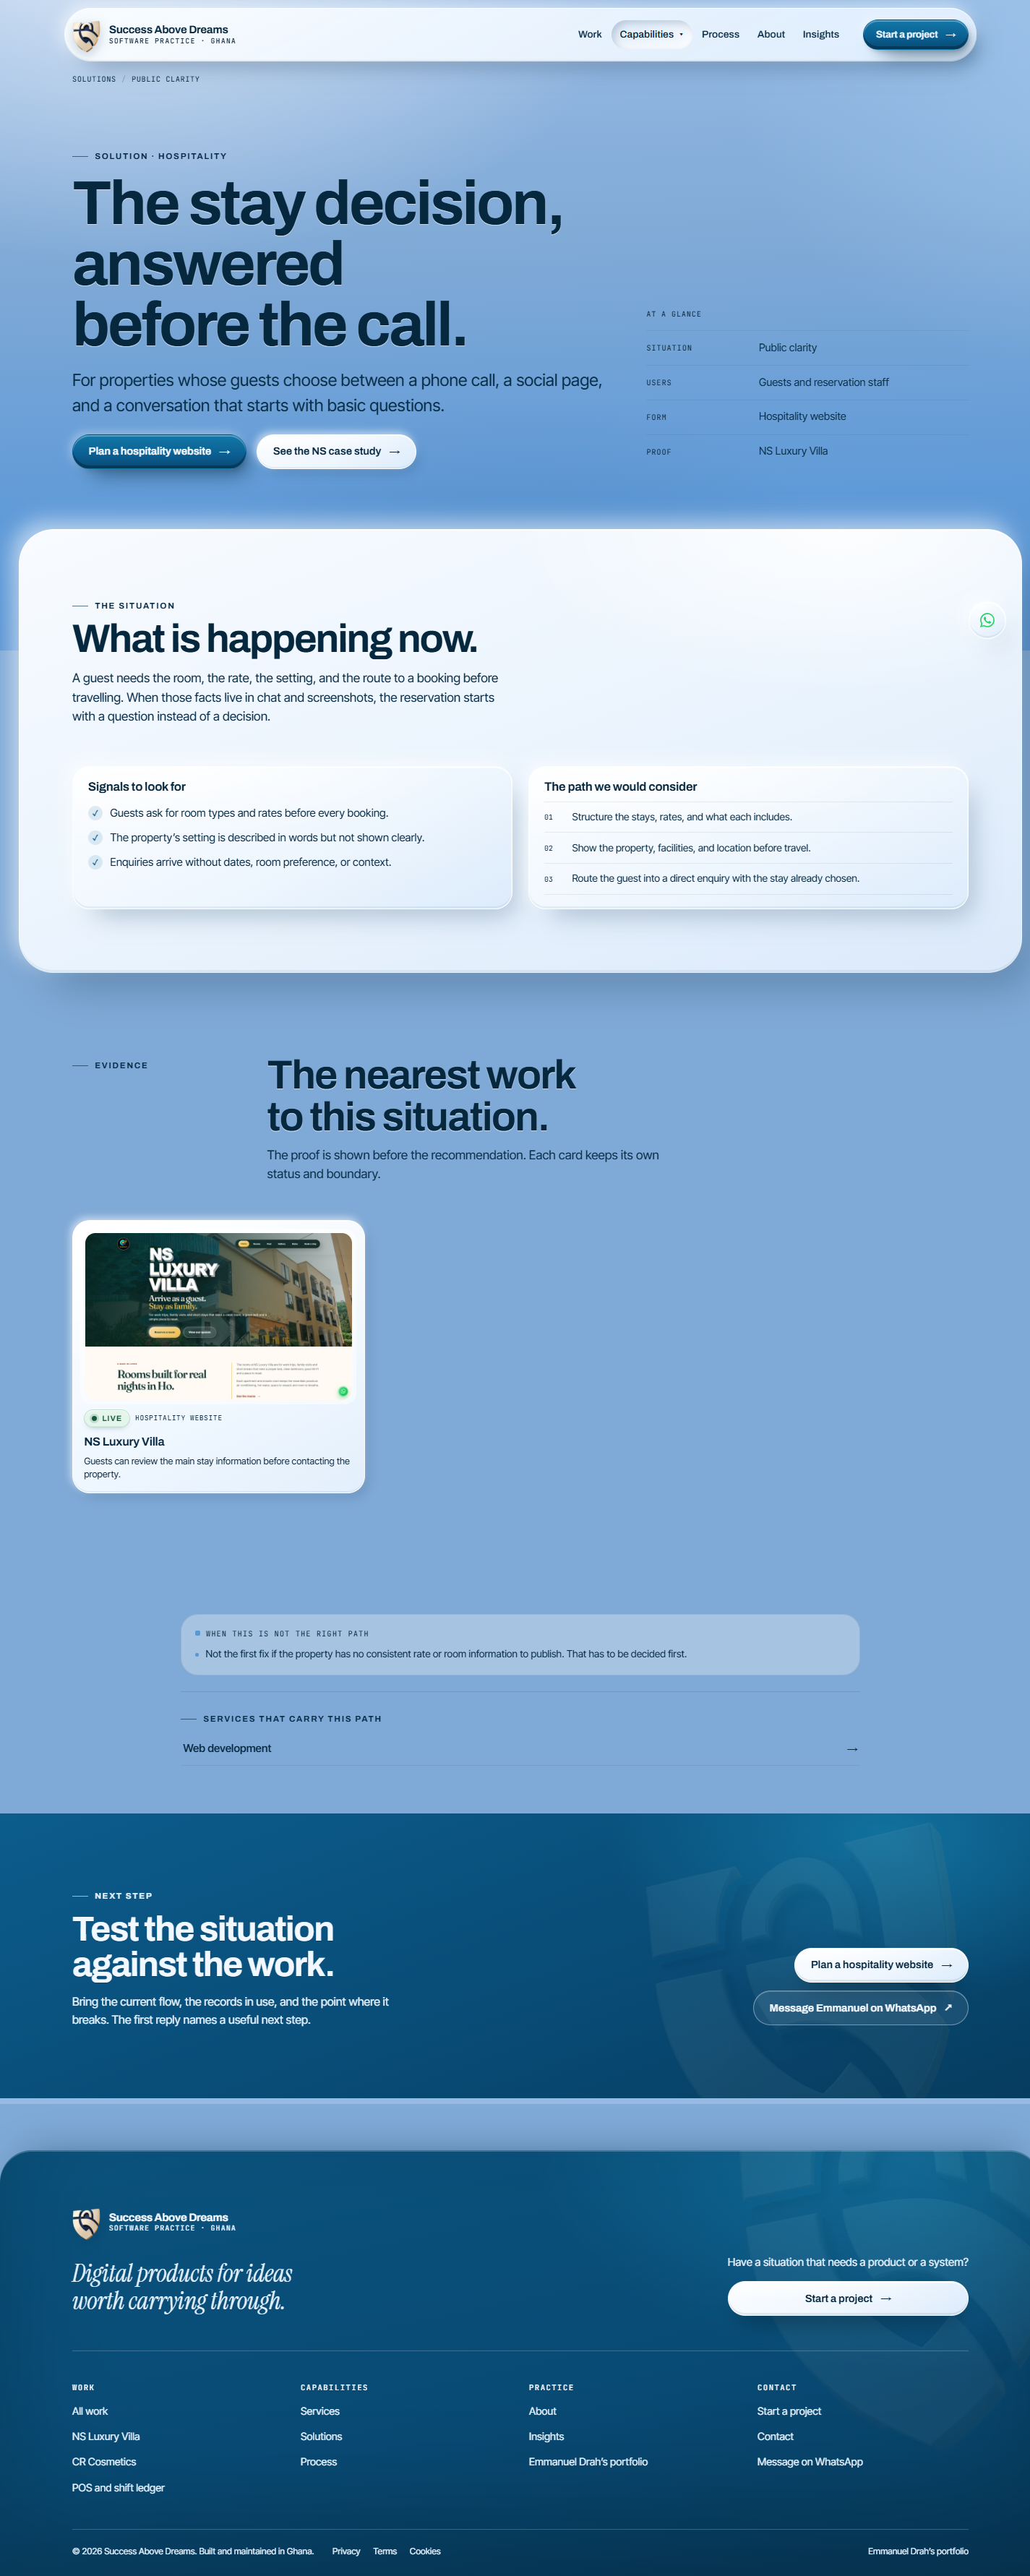 Success Above Dreams
SOFTWARE PRACTICE · GHANA
Work
Capabilities
Process
About
Insights
Start a project →
SOLUTIONS / PUBLIC CLARITY
SOLUTION · HOSPITALITY
The stay decision,
answered
before the call.
For properties whose guests choose between a phone call, a social page,
and a conversation that starts with basic questions.
Plan a hospitality website →
See the NS case study →
AT A GLANCE
SITUATION Public clarity
USERS Guests and reservation staff
FORM Hospitality website
PROOF NS Luxury Villa
THE SITUATION
What is happening now.
A guest needs the room, the rate, the setting, and the route to a booking before
travelling. When those facts live in chat and screenshots, the reservation starts
with a question instead of a decision.
Signals to look for
✓ Guests ask for room types and rates before every booking.
✓ The property’s setting is described in words but not shown clearly.
✓ Enquiries arrive without dates, room preference, or context.
The path we would consider
01 Structure the stays, rates, and what each includes.
02 Show the property, facilities, and location before travel.
03 Route the guest into a direct enquiry with the stay already chosen.
EVIDENCE
The nearest work
to this situation.
The proof is shown before the recommendation. Each card keeps its own
status and boundary.
NS
LUXURY
VILLA
Arrive as a guest.
Stay as family.
Rooms built for real
nights in Ho.
LIVE
HOSPITALITY WEBSITE
NS Luxury Villa
Guests can review the main stay information before contacting the
property.
WHEN THIS IS NOT THE RIGHT PATH
Not the first fix if the property has no consistent rate or room information to publish. That has to be decided first.
SERVICES THAT CARRY THIS PATH
Web development →
NEXT STEP
Test the situation
against the work.
Bring the current flow, the records in use, and the point where it
breaks. The first reply names a useful next step.
Plan a hospitality website →
Message Emmanuel on WhatsApp ↗
Success Above Dreams
SOFTWARE PRACTICE · GHANA
Digital products for ideas
worth carrying through.
Have a situation that needs a product or a system?
Start a project →
WORK
All work
NS Luxury Villa
CR Cosmetics
POS and shift ledger
CAPABILITIES
Services
Solutions
Process
PRACTICE
About
Insights
Emmanuel Drah’s portfolio
CONTACT
Start a project
Contact
Message on WhatsApp
© 2026 Success Above Dreams. Built and maintained in Ghana.
Privacy
Terms
Cookies
Emmanuel Drah’s portfolio